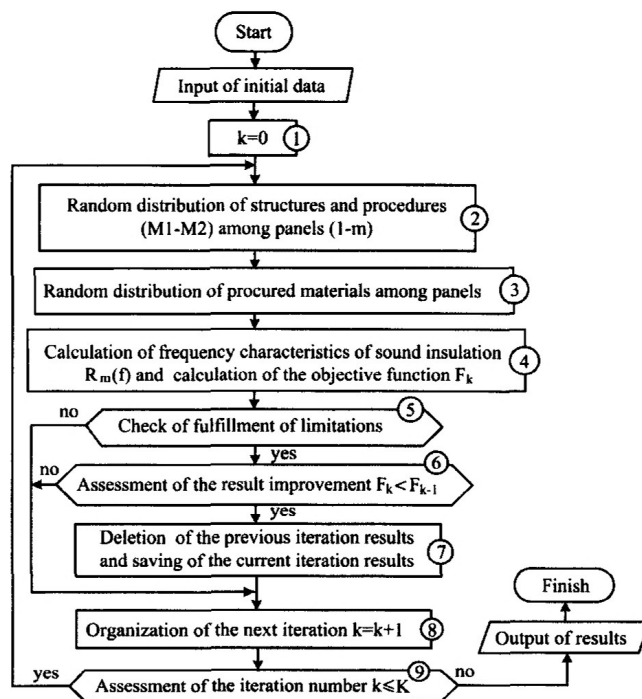 Start
Input of initial data
k=0 1
Random distribution of structures and procedures
(M1-M2) among panels (1-m)
2
Random distribution of procured materials among panels 3
Calculation of frequency characteristics of sound insulation
Rm(f) and calculation of the objective function Fk
4
no
5
Check of fulfillment of limitations
yes
6
no
Assessment of the result improvement Fk<Fk-1
yes
Deletion of the previous iteration results
and saving of the current iteration results
7
Finish
Organization of the next iteration k=k+1 8
Output of results
9
yes
Assessment of the iteration number k⩽K
no